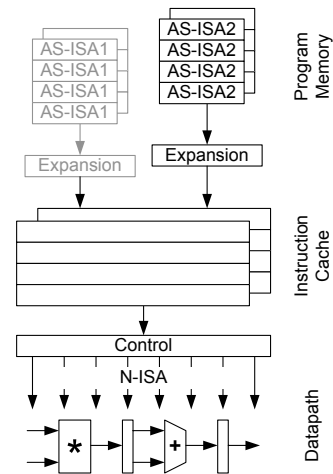 AS-ISA1
AS-ISA1
AS-ISA1
AS-ISA1
AS-ISA2
AS-ISA2
AS-ISA2
AS-ISA2
Program
Memory
Expansion
Expansion
Instruction
Cache
Control
N-ISA
*
+
Datapath